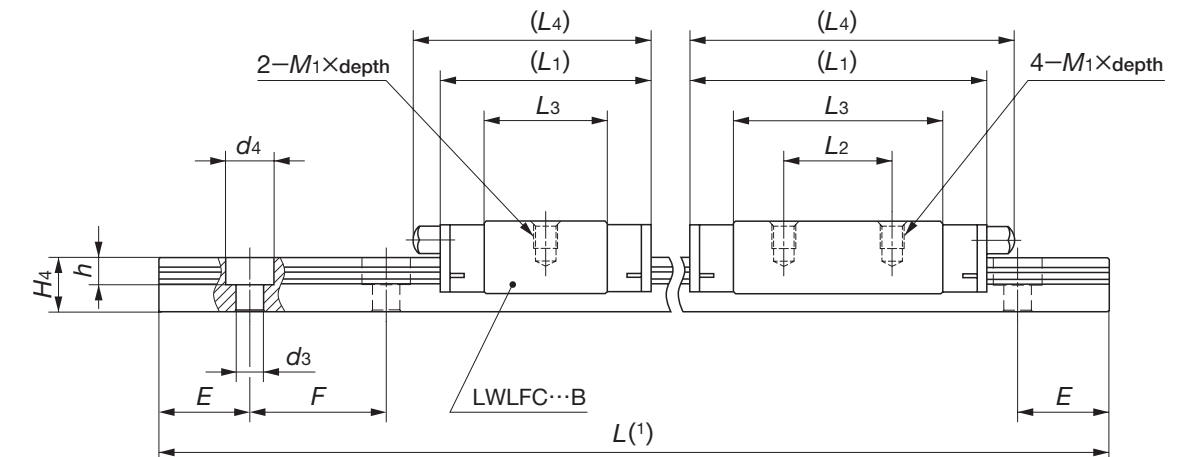 (L4) (L4)
2−M1×depth (L1) (L1) 4−M1×depth
L3 L3
d4 L2
h
H4
d3
E F LWLFC···B E
L(1)